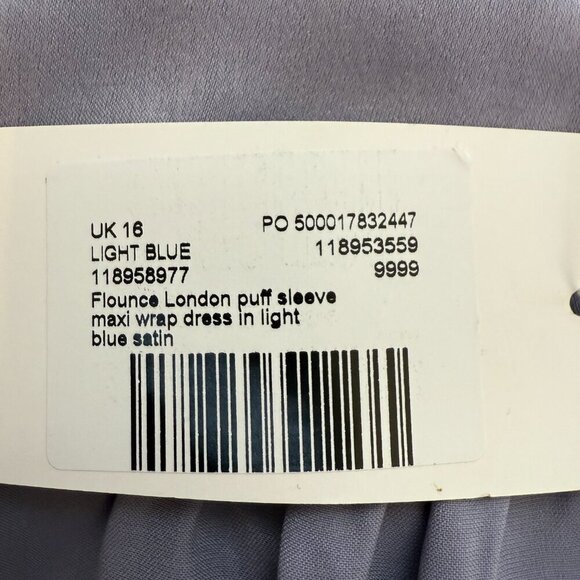 UK 16 PO 500017832447
LIGHT BLUE 118953559
118958977 9999
Flounce London puff sleeve
maxi wrap dress in light
blue satin